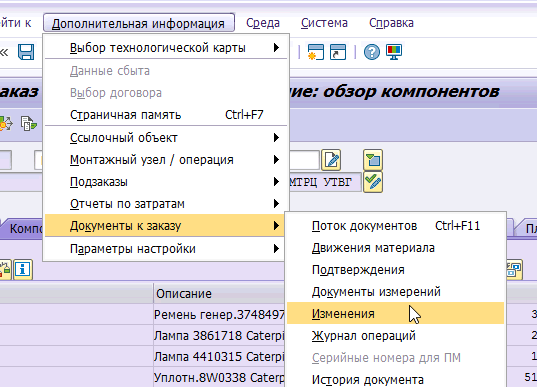 ейти к Дополнительная информация Среда Система Справка
Выбор технологической карты
Данные сбыта
Выбор договора
аказ ние: обзор компонентов
Страничная память Ctrl+F7
Ссылочный объект
Монтажный узел / операция
Подзаказы МТРЦ УТВГ
Отчеты по затратам
Документы к заказу
Компо Поток документов Ctrl+F11 Пл
Параметры настройки Движения материала
Подтверждения
Описание Документы измерений
Ремень генер.3748497 Изменения 3
Лампа 3861718 Caterpi Журнал операций 2
Лампа 4410315 Caterpi Серийные номера для ПМ 1
Уплотн.8W0338 Caterpi История документа 51